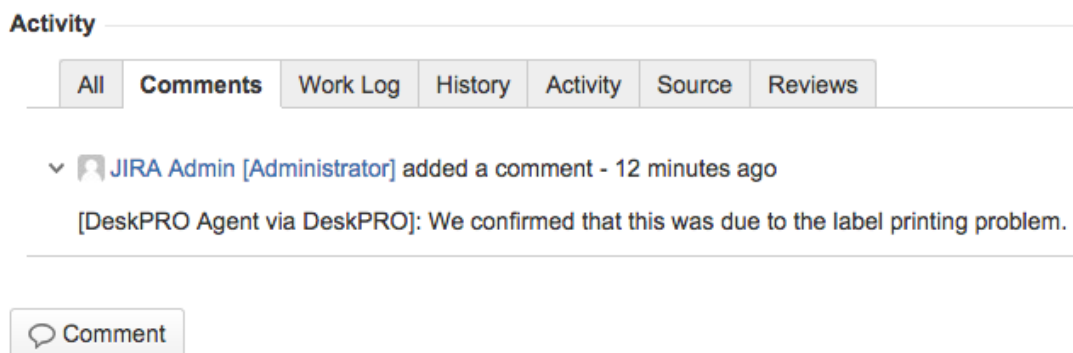 Activity
All Comments Work Log History Activity Source Reviews
JIRA Admin [Administrator] added a comment - 12 minutes ago
[DeskPRO Agent via DeskPRO]: We confirmed that this was due to the label printing problem.
Comment